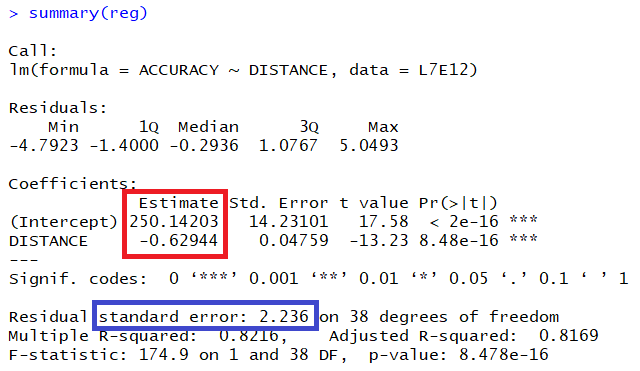 > summary(reg)
Call:
lm(formula = ACCURACY ~ DISTANCE, data = L7E12)
Residuals:
Min 1Q Median 3Q Max
-4.7923 -1.4000 -0.2936 1.0767 5.0493
Coefficients:
Estimate Std. Error t value Pr(>|t|)
(Intercept) 250.14203 14.23101 17.58 < 2e-16 ***
DISTANCE -0.62944 0.04759 -13.23 8.48e-16 ***
---
Signif. codes: 0 ‘***’ 0.001 ‘**’ 0.01 ‘*’ 0.05 ‘.’ 0.1 ‘ ’ 1
Residual standard error: 2.236 on 38 degrees of freedom
Multiple R-squared: 0.8216, Adjusted R-squared: 0.8169
F-statistic: 174.9 on 1 and 38 DF, p-value: 8.478e-16